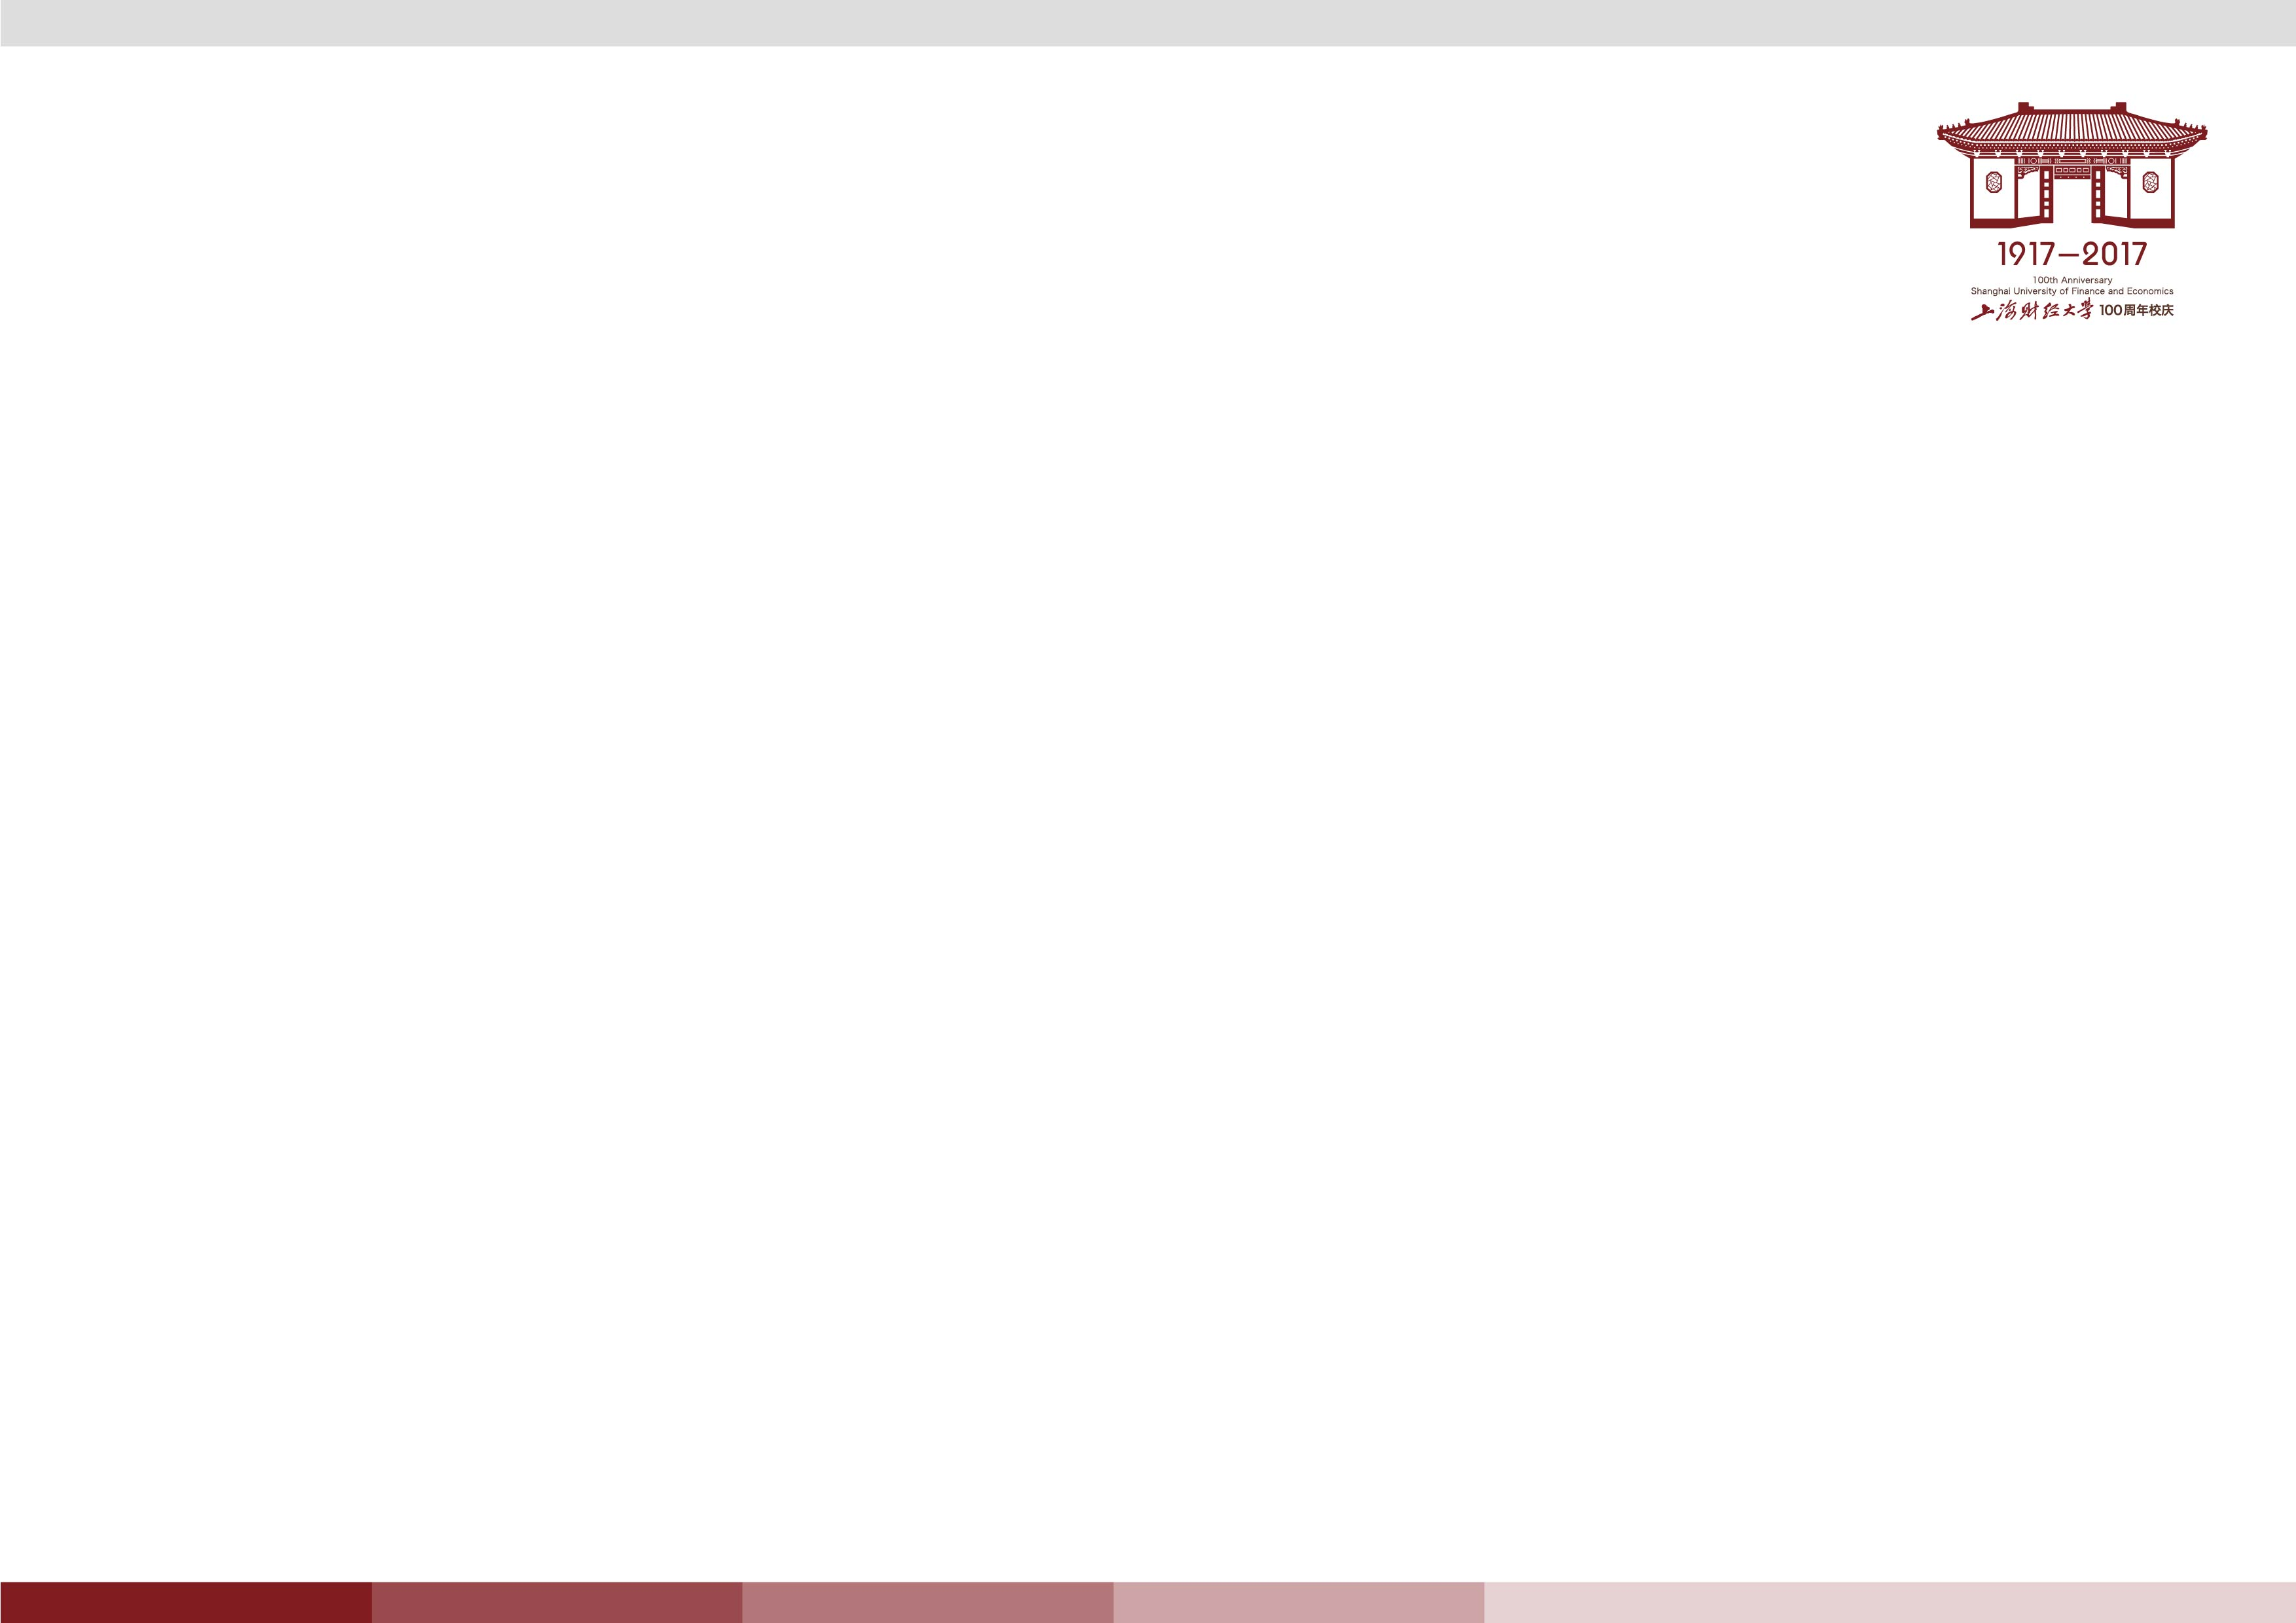 1917—2017
100th Anniversary
Shanghai University of Finance and Economics
上海财经大学 100周年校庆